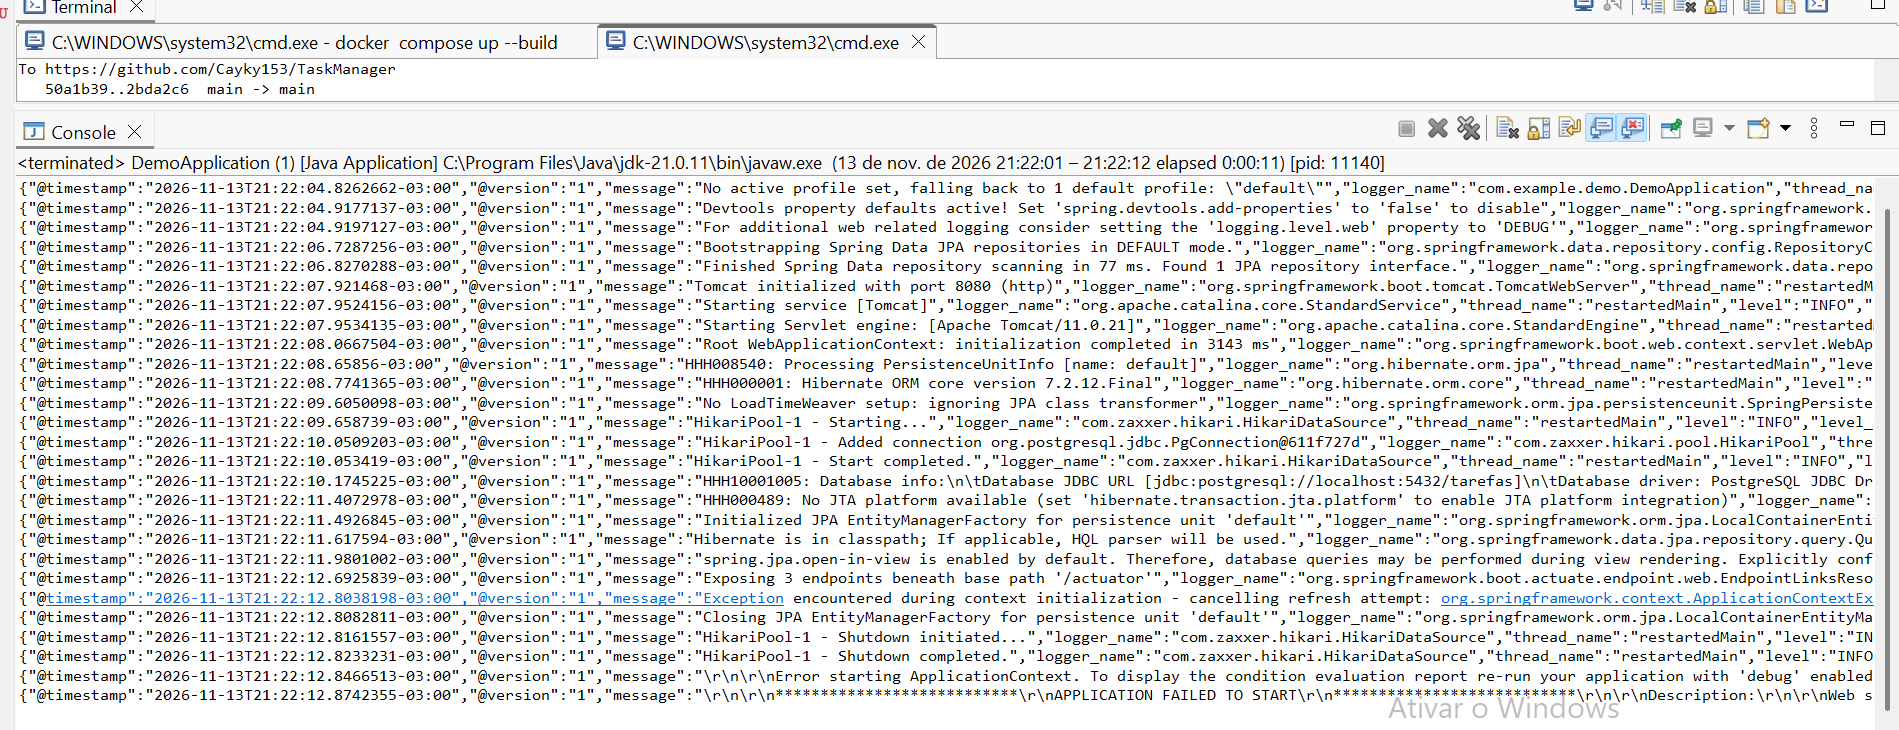 Terminal
C:\WINDOWS\system32\cmd.exe - docker  compose up --build
C:\WINDOWS\system32\cmd.exe
To https://github.com/Cayky153/TaskManager
   50a1b39..2bda2c6  main -> main
Console
<terminated> DemoApplication (1) [Java Application] C:\Program Files\Java\jdk-21.0.11\bin\javaw.exe  (13 de nov. de 2026 21:22:01 – 21:22:12 elapsed 0:00:11) [pid: 11140]
{"@timestamp":"2026-11-13T21:22:04.8262662-03:00","@version":"1","message":"No active profile set, falling back to 1 default profile: \"default\"","logger_name":"com.example.demo.DemoApplication","thread_na
{"@timestamp":"2026-11-13T21:22:04.9177137-03:00","@version":"1","message":"Devtools property defaults active! Set 'spring.devtools.add-properties' to 'false' to disable","logger_name":"org.springframework.
{"@timestamp":"2026-11-13T21:22:04.9197127-03:00","@version":"1","message":"For additional web related logging consider setting the 'logging.level.web' property to 'DEBUG'","logger_name":"org.springframewor
{"@timestamp":"2026-11-13T21:22:06.7287256-03:00","@version":"1","message":"Bootstrapping Spring Data JPA repositories in DEFAULT mode.","logger_name":"org.springframework.data.repository.config.RepositoryC
{"@timestamp":"2026-11-13T21:22:06.8270288-03:00","@version":"1","message":"Finished Spring Data repository scanning in 77 ms. Found 1 JPA repository interface.","logger_name":"org.springframework.data.repo
{"@timestamp":"2026-11-13T21:22:07.921468-03:00","@version":"1","message":"Tomcat initialized with port 8080 (http)","logger_name":"org.springframework.boot.tomcat.TomcatWebServer","thread_name":"restartedM
{"@timestamp":"2026-11-13T21:22:07.9524156-03:00","@version":"1","message":"Starting service [Tomcat]","logger_name":"org.apache.catalina.core.StandardService","thread_name":"restartedMain","level":"INFO","
{"@timestamp":"2026-11-13T21:22:07.9534135-03:00","@version":"1","message":"Starting Servlet engine: [Apache Tomcat/11.0.21]","logger_name":"org.apache.catalina.core.StandardEngine","thread_name":"restarted
{"@timestamp":"2026-11-13T21:22:08.0667504-03:00","@version":"1","message":"Root WebApplicationContext: initialization completed in 3143 ms","logger_name":"org.springframework.boot.web.context.servlet.WebAp
{"@timestamp":"2026-11-13T21:22:08.65856-03:00","@version":"1","message":"HHH008540: Processing PersistenceUnitInfo [name: default]","logger_name":"org.hibernate.orm.jpa","thread_name":"restartedMain","leve
{"@timestamp":"2026-11-13T21:22:08.7741365-03:00","@version":"1","message":"HHH000001: Hibernate ORM core version 7.2.12.Final","logger_name":"org.hibernate.orm.core","thread_name":"restartedMain","level":"
{"@timestamp":"2026-11-13T21:22:09.6050098-03:00","@version":"1","message":"No LoadTimeWeaver setup: ignoring JPA class transformer","logger_name":"org.springframework.orm.jpa.persistenceunit.SpringPersiste
{"@timestamp":"2026-11-13T21:22:09.658739-03:00","@version":"1","message":"HikariPool-1 - Starting...","logger_name":"com.zaxxer.hikari.HikariDataSource","thread_name":"restartedMain","level":"INFO","level_
{"@timestamp":"2026-11-13T21:22:10.0509203-03:00","@version":"1","message":"HikariPool-1 - Added connection org.postgresql.jdbc.PgConnection@611f727d","logger_name":"com.zaxxer.hikari.pool.HikariPool","thre
{"@timestamp":"2026-11-13T21:22:10.053419-03:00","@version":"1","message":"HikariPool-1 - Start completed.","logger_name":"com.zaxxer.hikari.HikariDataSource","thread_name":"restartedMain","level":"INFO","l
{"@timestamp":"2026-11-13T21:22:10.1745225-03:00","@version":"1","message":"HHH10001005: Database info:\n\tDatabase JDBC URL [jdbc:postgresql://localhost:5432/tarefas]\n\tDatabase driver: PostgreSQL JDBC Dr
{"@timestamp":"2026-11-13T21:22:11.4072978-03:00","@version":"1","message":"HHH000489: No JTA platform available (set 'hibernate.transaction.jta.platform' to enable JTA platform integration)","logger_name":
{"@timestamp":"2026-11-13T21:22:11.4926845-03:00","@version":"1","message":"Initialized JPA EntityManagerFactory for persistence unit 'default'","logger_name":"org.springframework.orm.jpa.LocalContainerEnti
{"@timestamp":"2026-11-13T21:22:11.617594-03:00","@version":"1","message":"Hibernate is in classpath; If applicable, HQL parser will be used.","logger_name":"org.springframework.data.jpa.repository.query.Qu
{"@timestamp":"2026-11-13T21:22:11.9801002-03:00","@version":"1","message":"spring.jpa.open-in-view is enabled by default. Therefore, database queries may be performed during view rendering. Explicitly conf
{"@timestamp":"2026-11-13T21:22:12.6925839-03:00","@version":"1","message":"Exposing 3 endpoints beneath base path '/actuator'","logger_name":"org.springframework.boot.actuate.endpoint.web.EndpointLinksReso
{"@timestamp":"2026-11-13T21:22:12.8038198-03:00","@version":"1","message":"Exception encountered during context initialization - cancelling refresh attempt: org.springframework.context.ApplicationContextEx
{"@timestamp":"2026-11-13T21:22:12.8082811-03:00","@version":"1","message":"Closing JPA EntityManagerFactory for persistence unit 'default'","logger_name":"org.springframework.orm.jpa.LocalContainerEntityMa
{"@timestamp":"2026-11-13T21:22:12.8161557-03:00","@version":"1","message":"HikariPool-1 - Shutdown initiated...","logger_name":"com.zaxxer.hikari.HikariDataSource","thread_name":"restartedMain","level":"IN
{"@timestamp":"2026-11-13T21:22:12.8233231-03:00","@version":"1","message":"HikariPool-1 - Shutdown completed.","logger_name":"com.zaxxer.hikari.HikariDataSource","thread_name":"restartedMain","level":"INFO
{"@timestamp":"2026-11-13T21:22:12.8466513-03:00","@version":"1","message":"\r\n\r\nError starting ApplicationContext. To display the condition evaluation report re-run your application with 'debug' enabled
{"@timestamp":"2026-11-13T21:22:12.8742355-03:00","@version":"1","message":"\r\n\r\n***************************\r\nAPPLICATION FAILED TO START\r\n***************************\r\n\r\nDescription:\r\n\r\nWeb s
Ativar o Windows